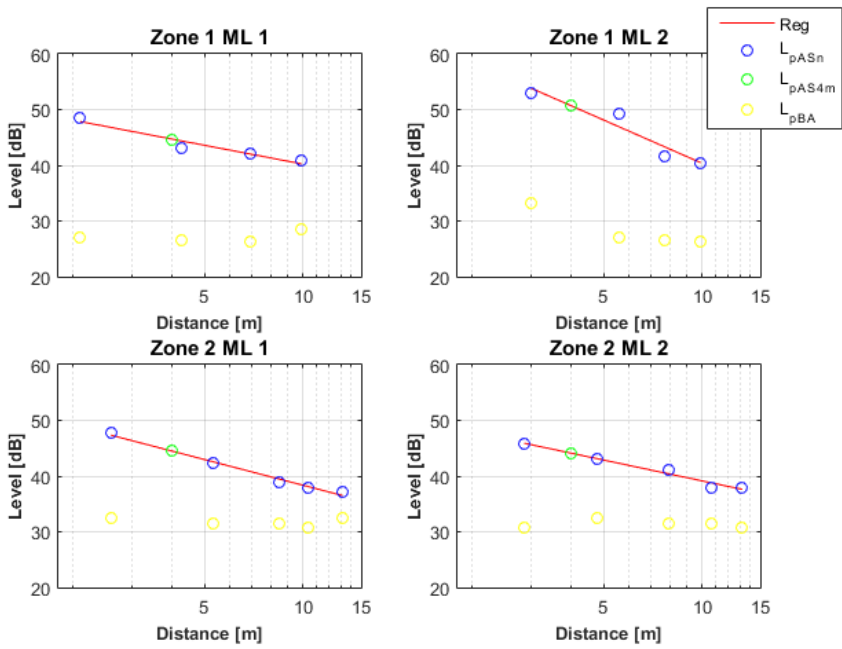 Zone 1 ML 1
Level [dB]
60
50
40
30
20
5
10
15
Distance [m]
Zone 1 ML 2
Level [dB]
60
50
40
30
20
5
10
15
Distance [m]
Reg
LpASn
LpAS4m
LpBA
Zone 2 ML 1
Level [dB]
60
50
40
30
20
5
10
15
Distance [m]
Zone 2 ML 2
Level [dB]
60
50
40
30
20
5
10
15
Distance [m]